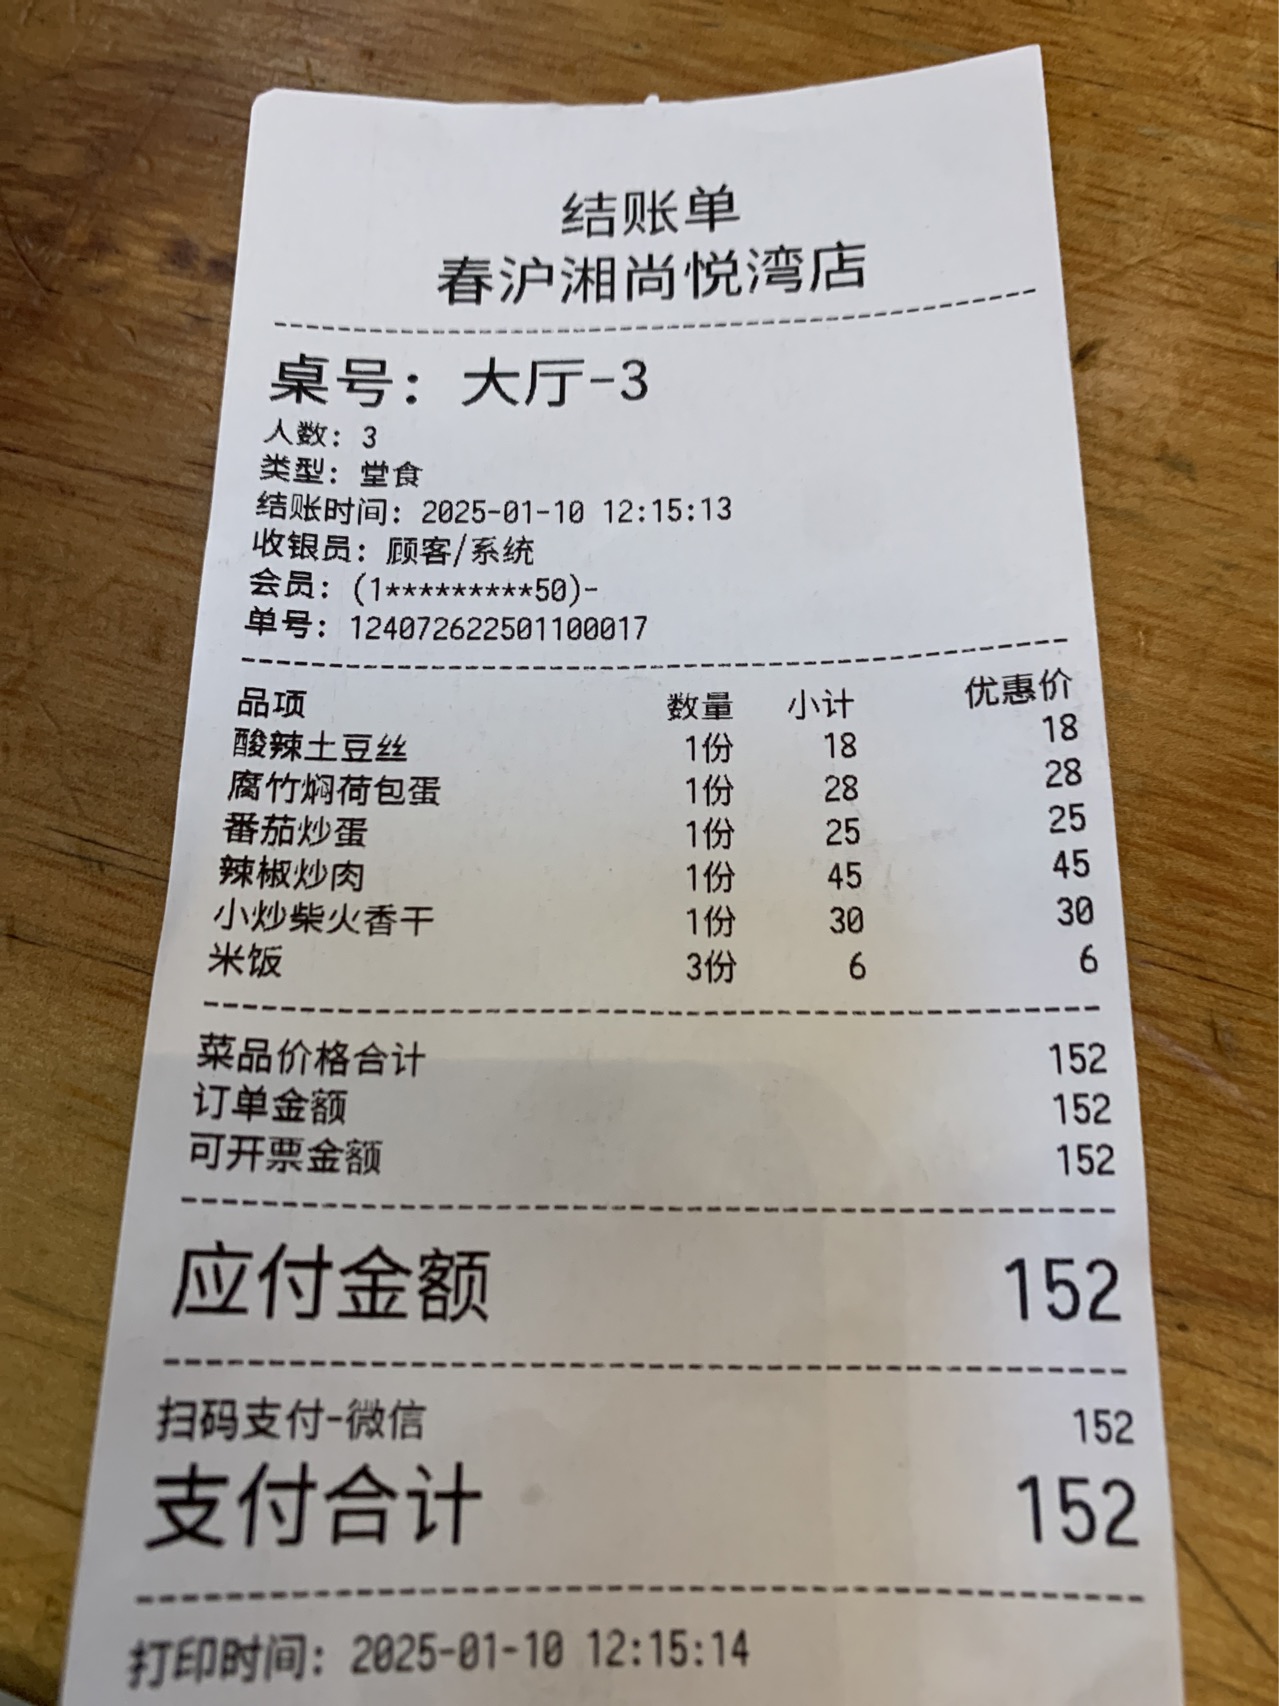 结账单
春沪湘尚悦湾店
桌号：大厅-3
人数：3
类型：堂食
结账时间：2025-01-10 12:15:13
收银员：顾客/系统
会员：(1*********50)-
单号：124072622501100017
品项 数量 小计 优惠价
酸辣土豆丝 1份 18 18
腐竹焖荷包蛋 1份 28 28
番茄炒蛋 1份 25 25
辣椒炒肉 1份 45 45
小炒柴火香干 1份 30 30
米饭 3份 6 6
菜品价格合计 152
订单金额 152
可开票金额 152
应付金额 152
扫码支付-微信 152
支付合计 152
打印时间：2025-01-10 12:15:14